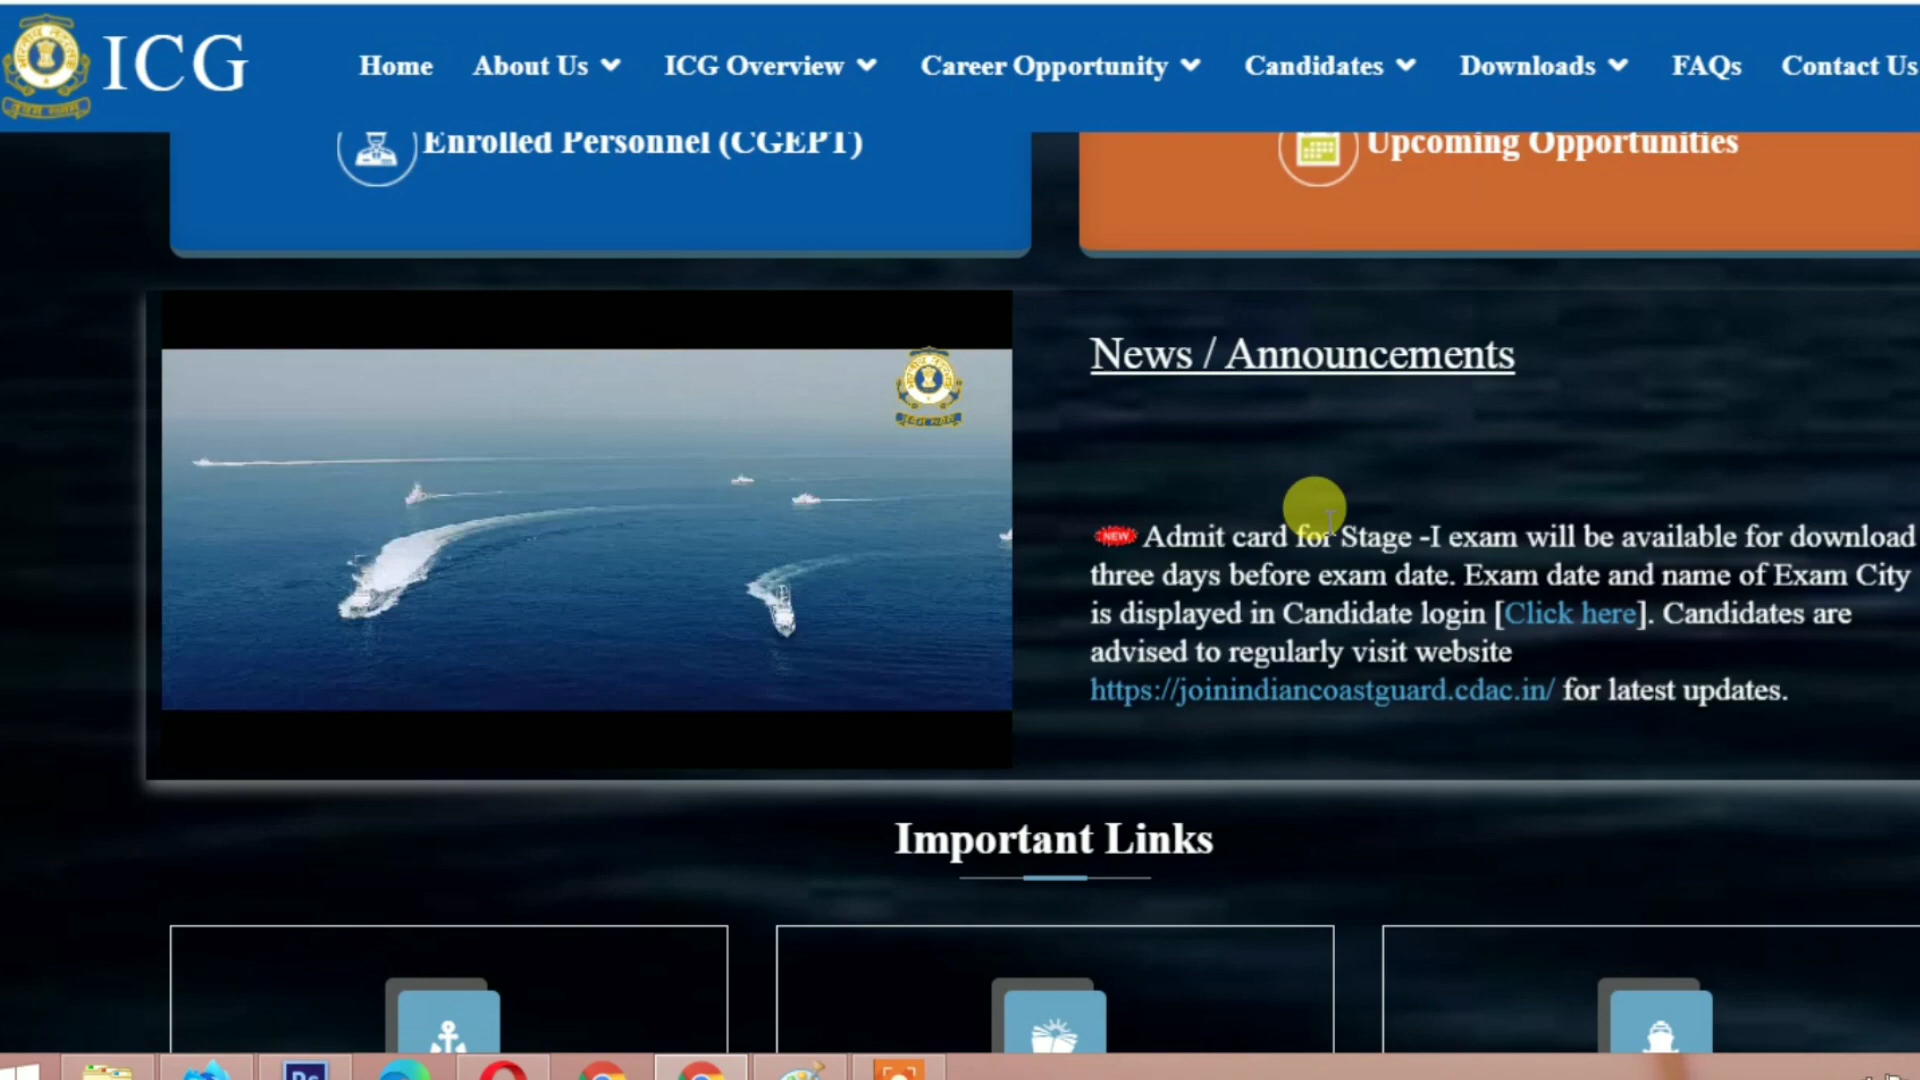 ICG
Home About Us ICG Overview Career Opportunity Candidates Downloads FAQs Contact Us
Enrolled Personnel (CGEPT)
Upcoming Opportunities
News / Announcements
NEW Admit card for Stage -I exam will be available for download
three days before exam date. Exam date and name of Exam City
is displayed in Candidate login [Click here]. Candidates are
advised to regularly visit website
https://joinindiancoastguard.cdac.in/ for latest updates.
Important Links
Ps